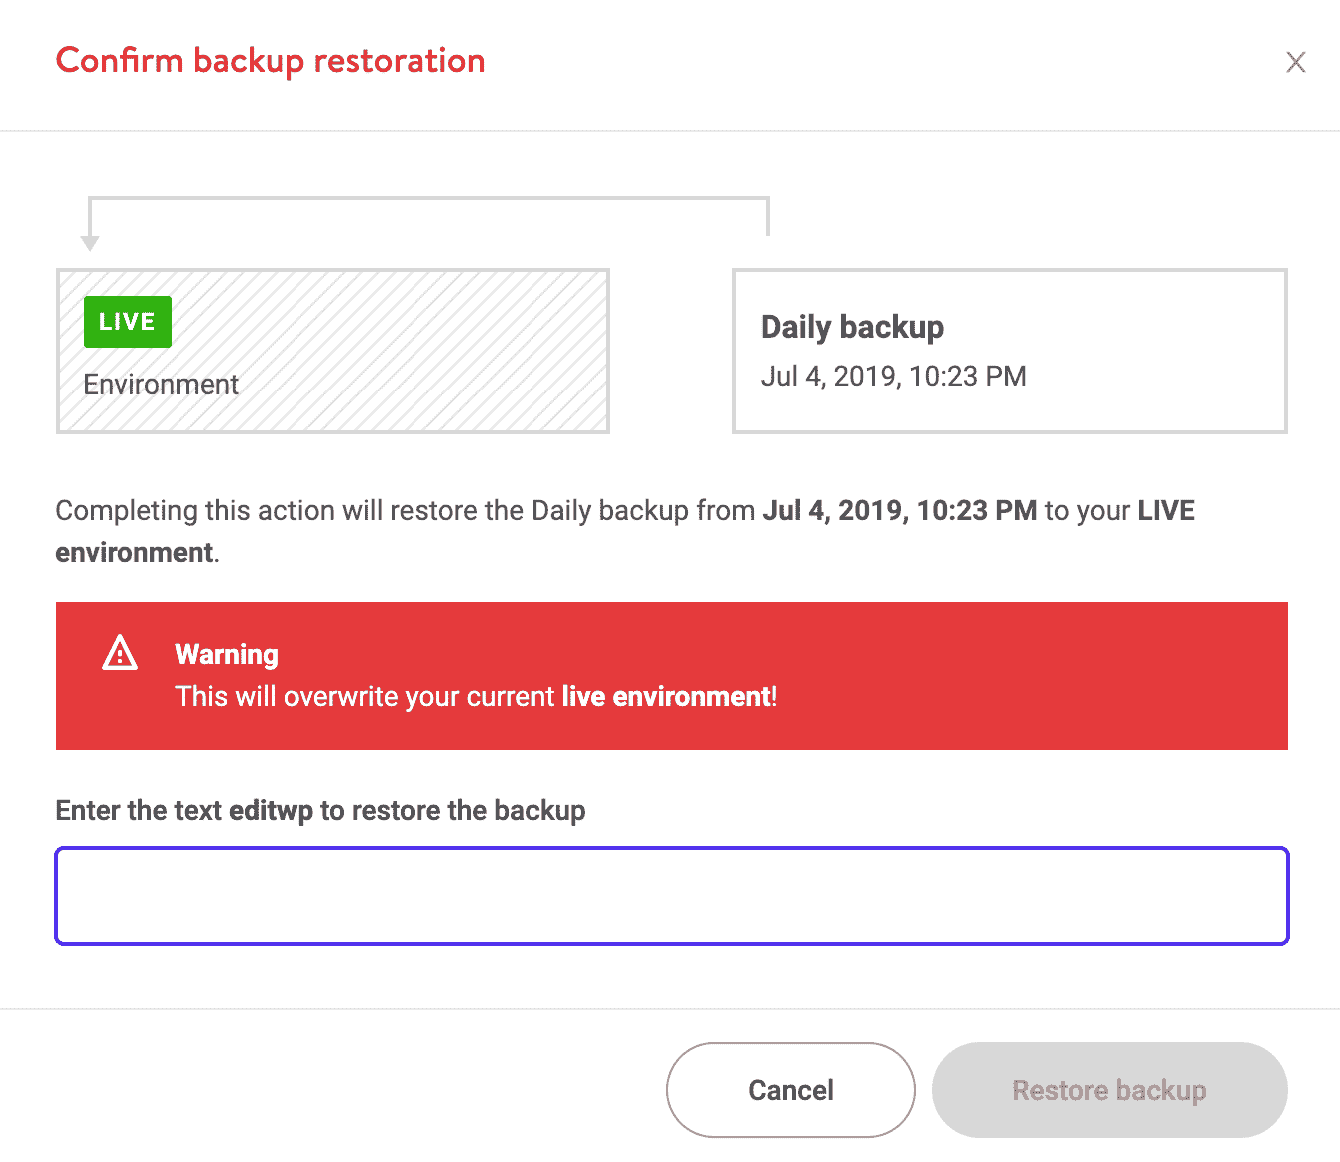 Confirm backup restoration
LIVE
Environment
Daily backup
Jul 4, 2019, 10:23 PM
Completing this action will restore the Daily backup from Jul 4, 2019, 10:23 PM to your LIVE
environment.
Warning
This will overwrite your current live environment!
Enter the text editwp to restore the backup
Cancel
Restore backup